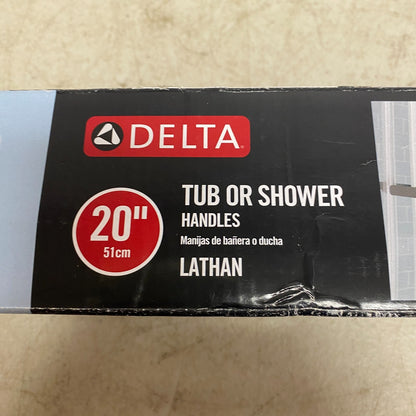 DELTA
20"
51cm
TUB OR SHOWER
HANDLES
Manijas de bañera o ducha
LATHAN